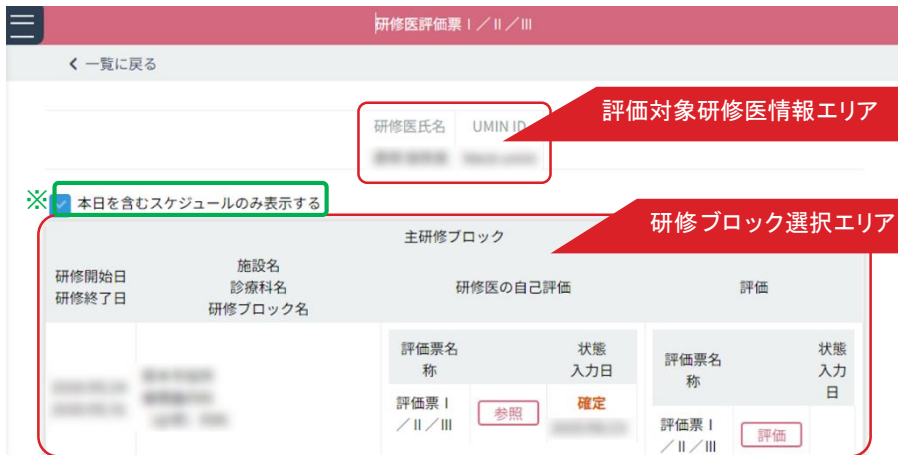 研修医評価票Ⅰ／Ⅱ／Ⅲ
一覧に戻る
評価対象研修医情報エリア
研修医氏名 UMIN ID
※ 本日を含むスケジュールのみ表示する
研修ブロック選択エリア
主研修ブロック
研修開始日
研修終了日
施設名
診療科名
研修ブロック名
研修医の自己評価
評価
評価票名
称
状態
入力日
評価票Ⅰ
／Ⅱ／Ⅲ
参照
確定
評価票名
称
状態
入力
日
評価票Ⅰ
／Ⅱ／Ⅲ
評価